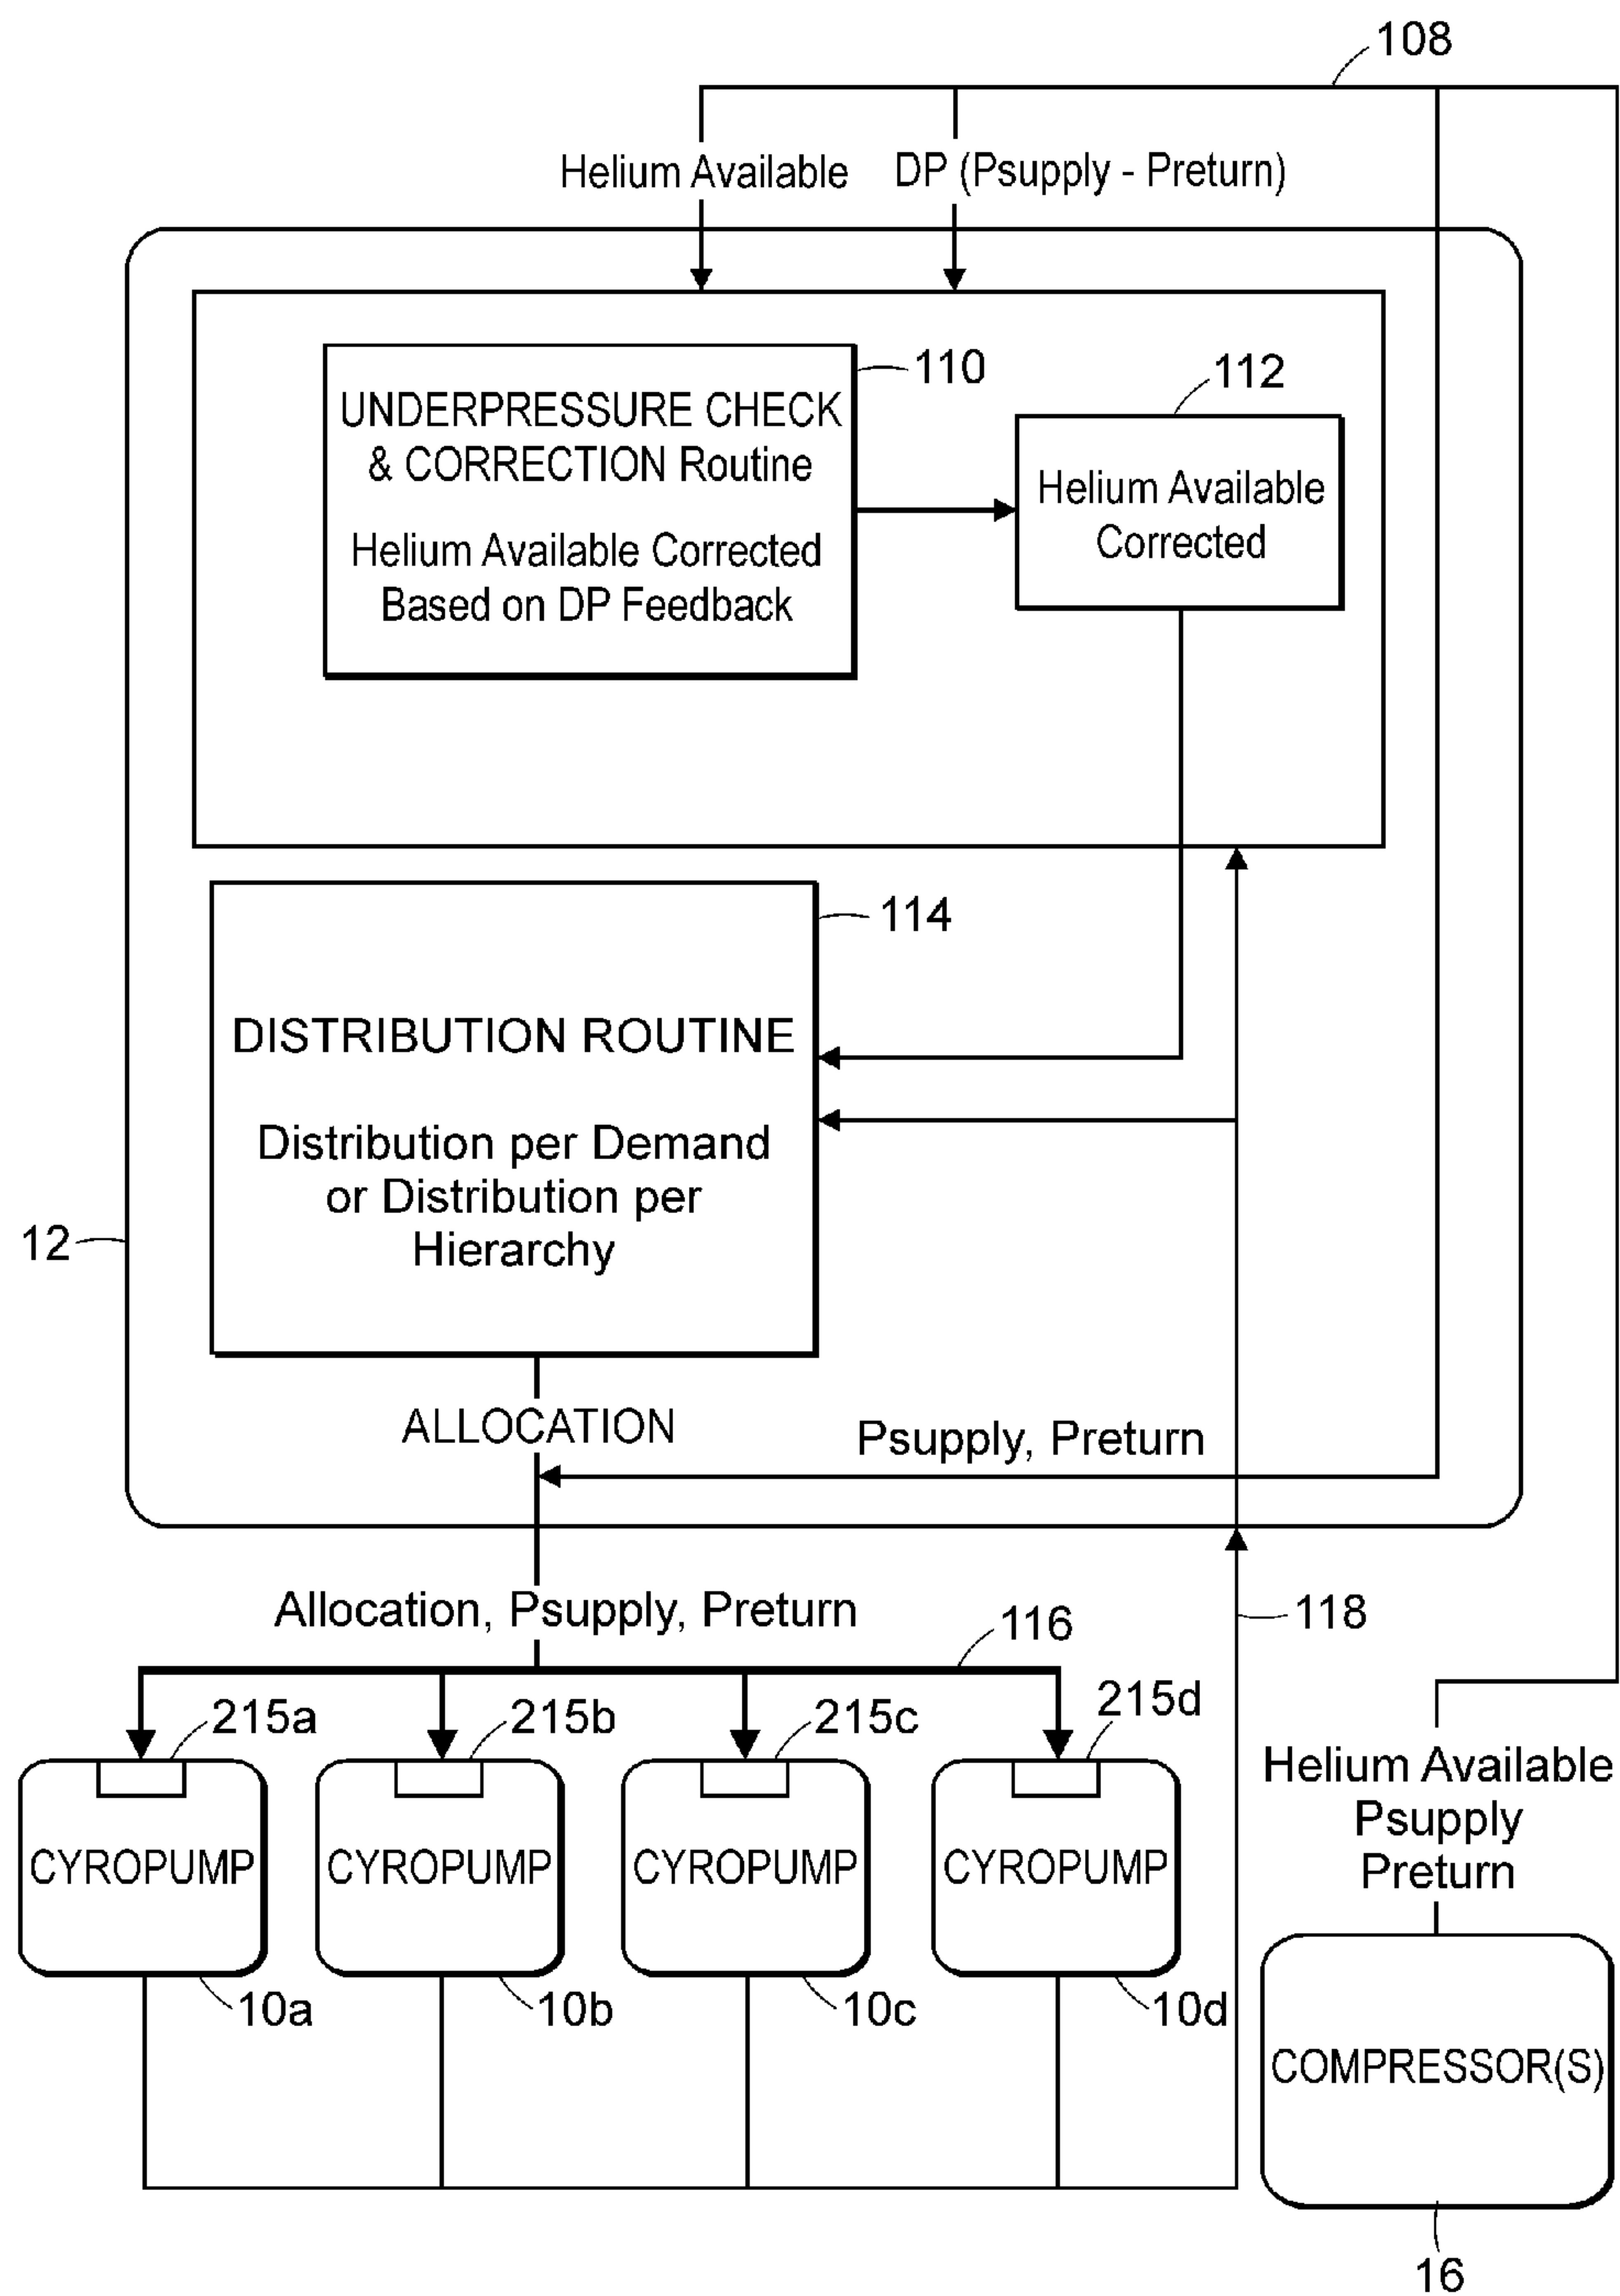 108
Helium Available
DP (Psupply - Preturn)
110
112
UNDERPRESSURE CHECK
& CORRECTION Routine
Helium Available Corrected
Based on DP Feedback
Helium Available
Corrected
114
DISTRIBUTION ROUTINE
Distribution per Demand
or Distribution per
Hierarchy
12
ALLOCATION
Psupply, Preturn
Allocation, Psupply, Preturn
116
118
215a
215b
215c
215d
Helium Available
Psupply
Preturn
CYROPUMP
CYROPUMP
CYROPUMP
CYROPUMP
10a
10b
10c
10d
COMPRESSOR(S)
16